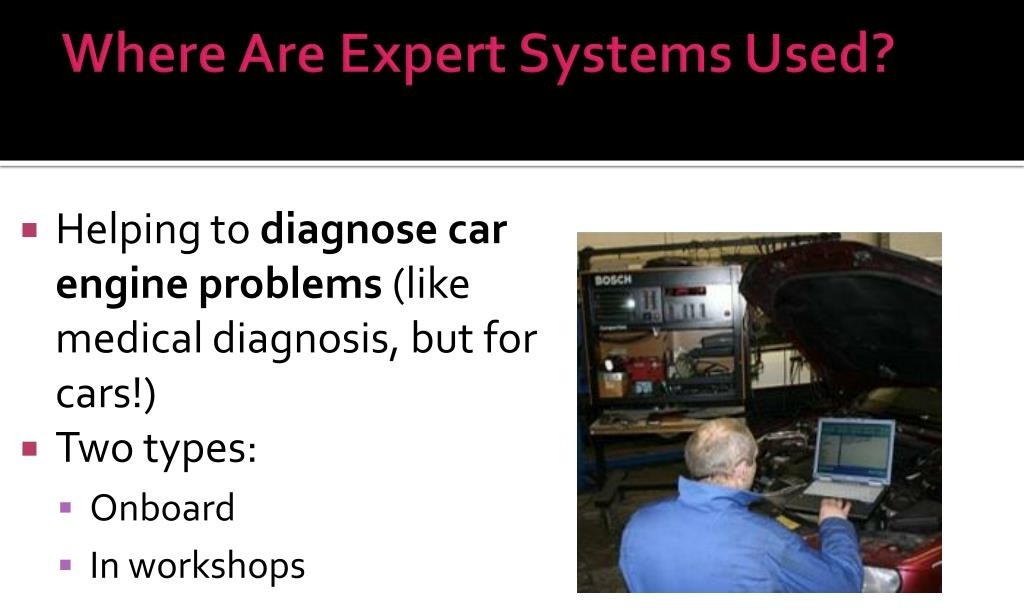 Where Are Expert Systems Used?
Helping to diagnose car
engine problems (like
medical diagnosis, but for
cars!)
Two types:
Onboard
In workshops
BOSCH